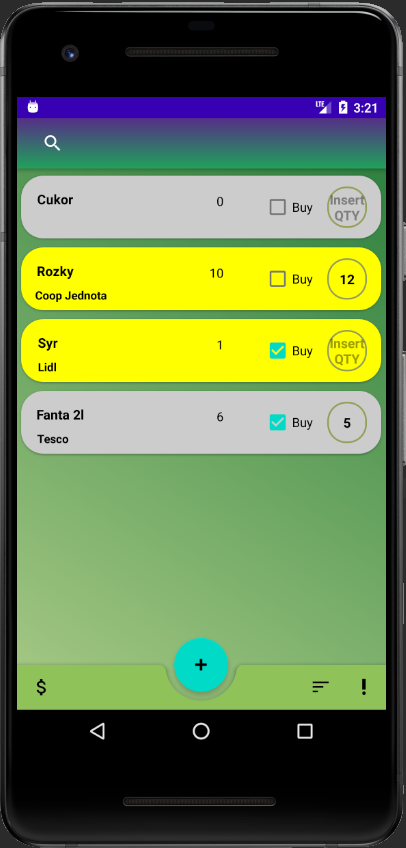 LTE 3:21
Cukor 0 Buy Insert QTY
Rozky 10 Buy 12
Coop Jednota
Syr 1 Buy Insert QTY
Lidl
Fanta 2l 6 Buy 5
Tesco
+
$ !